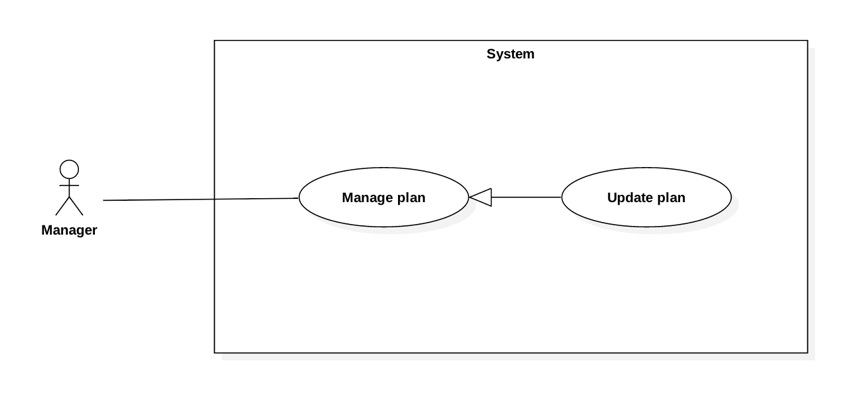 System
Manage plan
Update plan
Manager